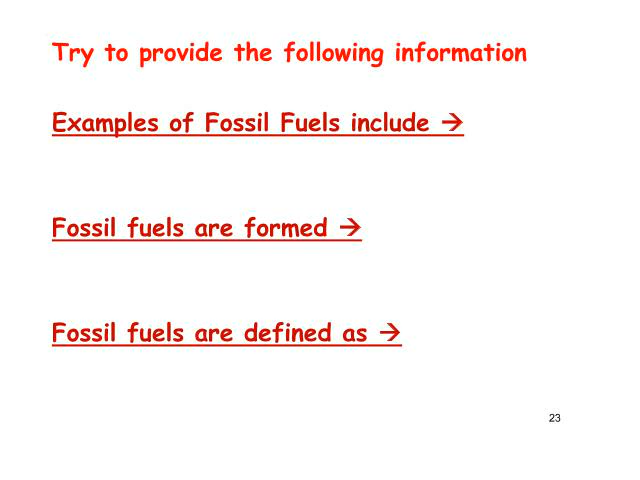 Try to provide the following information
Examples of Fossil Fuels include →
Fossil fuels are formed →
Fossil fuels are defined as →
23